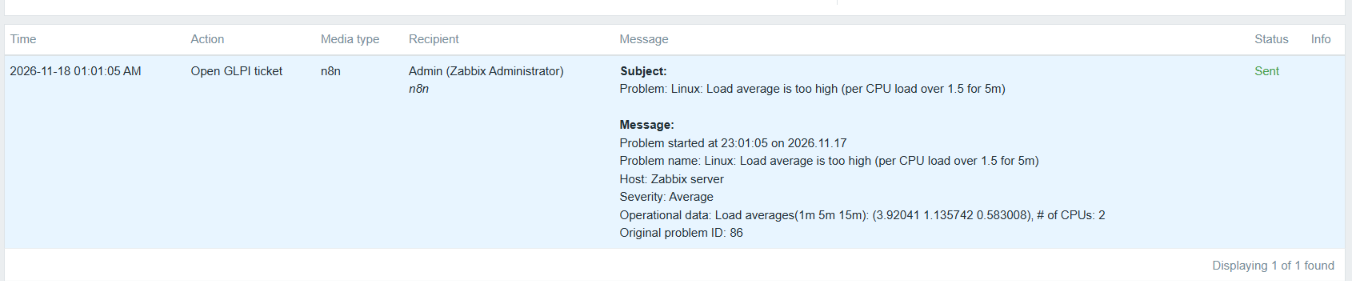 Time Action Media type Recipient Message Status Info
2026-11-18 01:01:05 AM Open GLPI ticket n8n Admin (Zabbix Administrator) Subject: Sent
n8n Problem: Linux: Load average is too high (per CPU load over 1.5 for 5m)
Message:
Problem started at 23:01:05 on 2026.11.17
Problem name: Linux: Load average is too high (per CPU load over 1.5 for 5m)
Host: Zabbix server
Severity: Average
Operational data: Load averages(1m 5m 15m): (3.92041 1.135742 0.583008), # of CPUs: 2
Original problem ID: 86
Displaying 1 of 1 found